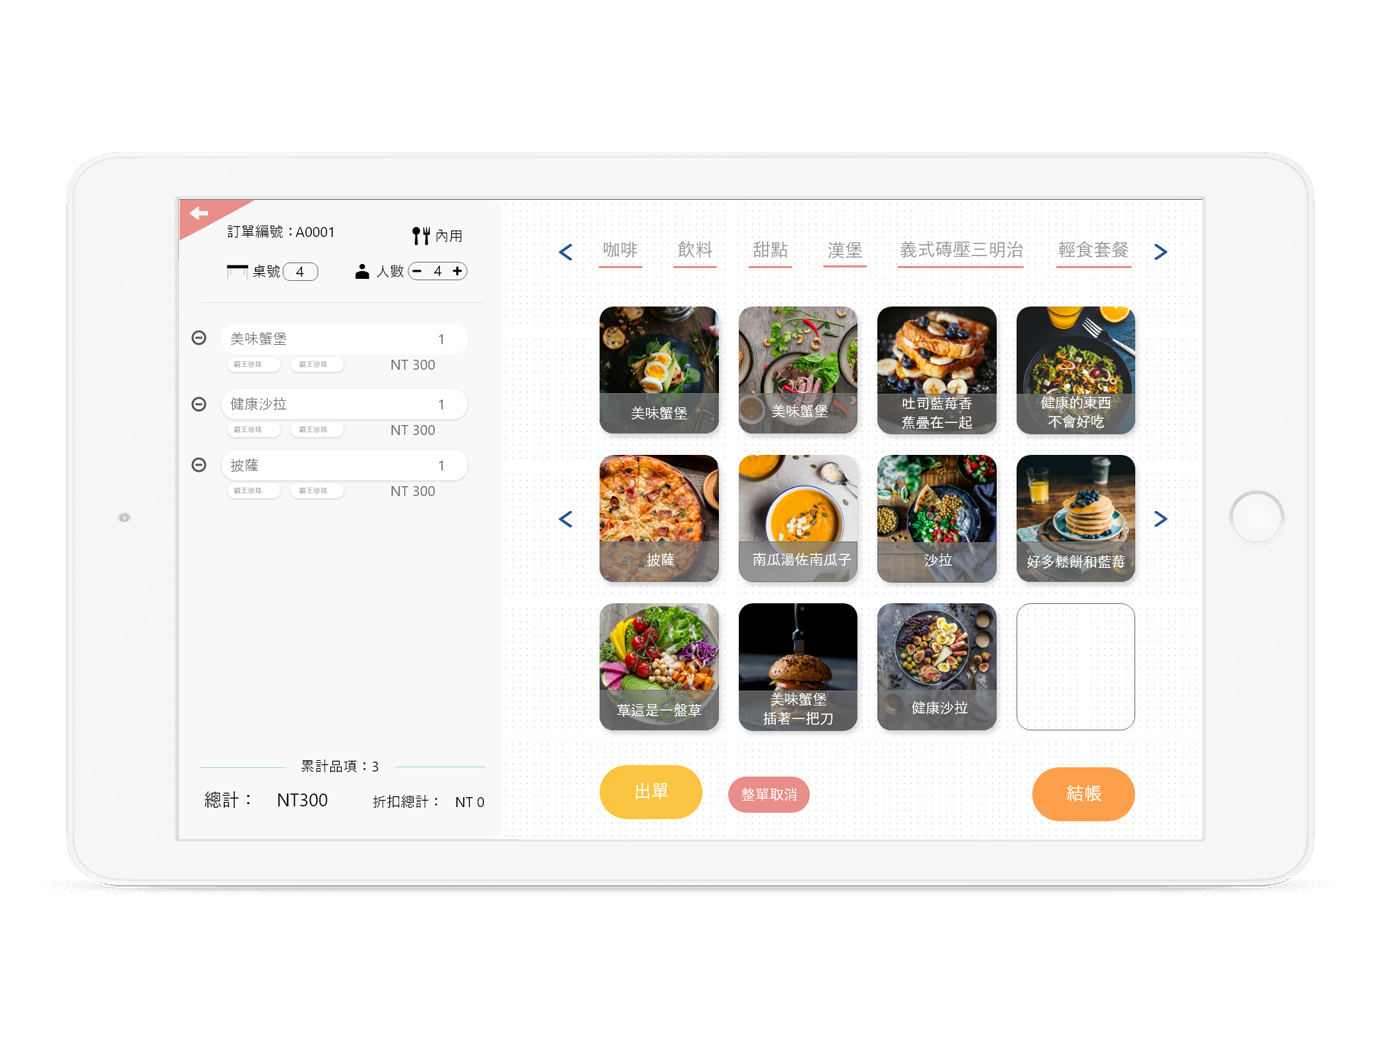 訂單編號：A0001
內用
桌號 4
人數 4
美味蟹堡 1
霸王珍珠 霸王珍珠 NT 300
健康沙拉 1
霸王珍珠 霸王珍珠 NT 300
披薩 1
霸王珍珠 霸王珍珠 NT 300
累計品項：3
總計： NT300
折扣總計： NT 0
咖啡 飲料 甜點 漢堡 義式磚壓三明治 輕食套餐
美味蟹堡
美味蟹堡
吐司藍莓香
蕉疊在一起
健康的東西
不會好吃
披薩
南瓜湯佐南瓜子
沙拉
好多鬆餅和藍莓
草這是一盤草
美味蟹堡
插著一把刀
健康沙拉
出單
整單取消
結帳